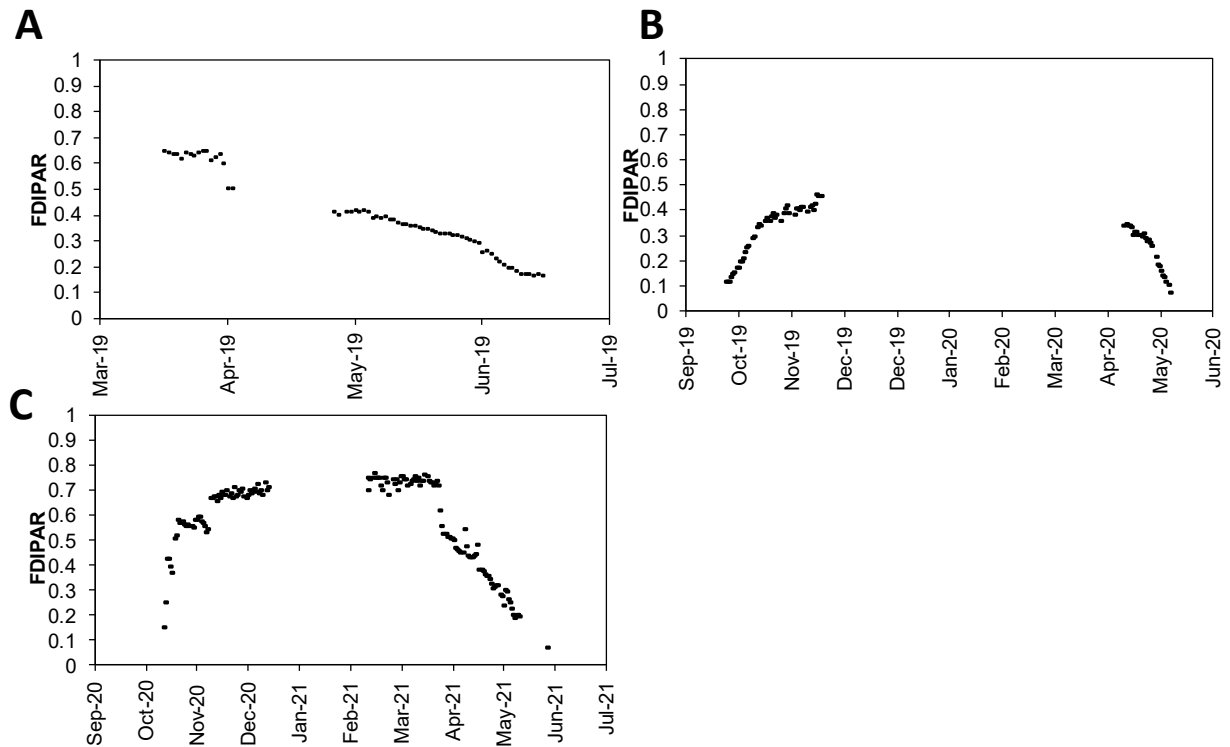 A
FDIPAR
1
0.9
0.8
0.7
0.6
0.5
0.4
0.3
0.2
0.1
0
Mar-19
Apr-19
May-19
Jun-19
Jul-19
B
FDIPAR
1
0.9
0.8
0.7
0.6
0.5
0.4
0.3
0.2
0.1
0
Sep-19
Oct-19
Nov-19
Dec-19
Dec-19
Jan-20
Feb-20
Mar-20
Apr-20
May-20
Jun-20
C
FDIPAR
1
0.9
0.8
0.7
0.6
0.5
0.4
0.3
0.2
0.1
0
Sep-20
Oct-20
Nov-20
Dec-20
Jan-21
Feb-21
Mar-21
Apr-21
May-21
Jun-21
Jul-21